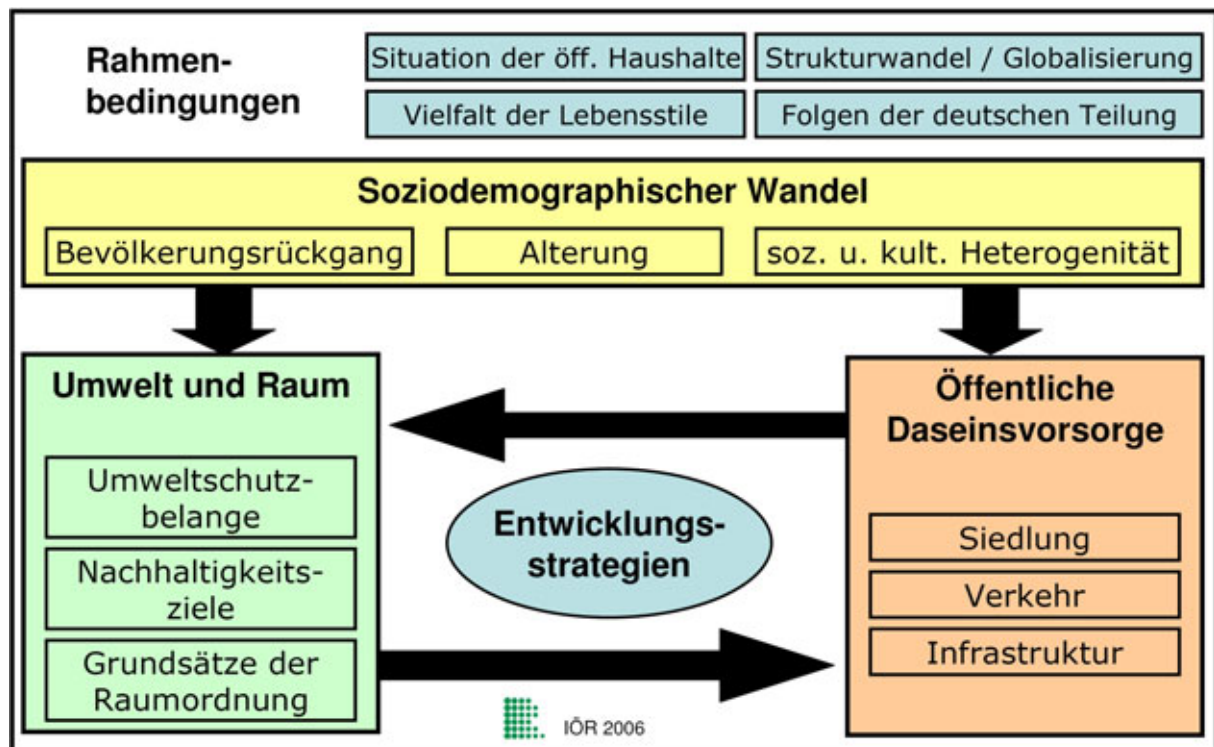 Rahmen-
bedingungen
Situation der öff. Haushalte
Strukturwandel / Globalisierung
Vielfalt der Lebensstile
Folgen der deutschen Teilung
Soziodemographischer Wandel
Bevölkerungsrückgang
Alterung
soz. u. kult. Heterogenität
Umwelt und Raum
Umweltschutz-
belange
Nachhaltigkeits-
ziele
Grundsätze der
Raumordnung
Entwicklungs-
strategien
Öffentliche
Daseinsvorsorge
Siedlung
Verkehr
Infrastruktur
IÖR 2006